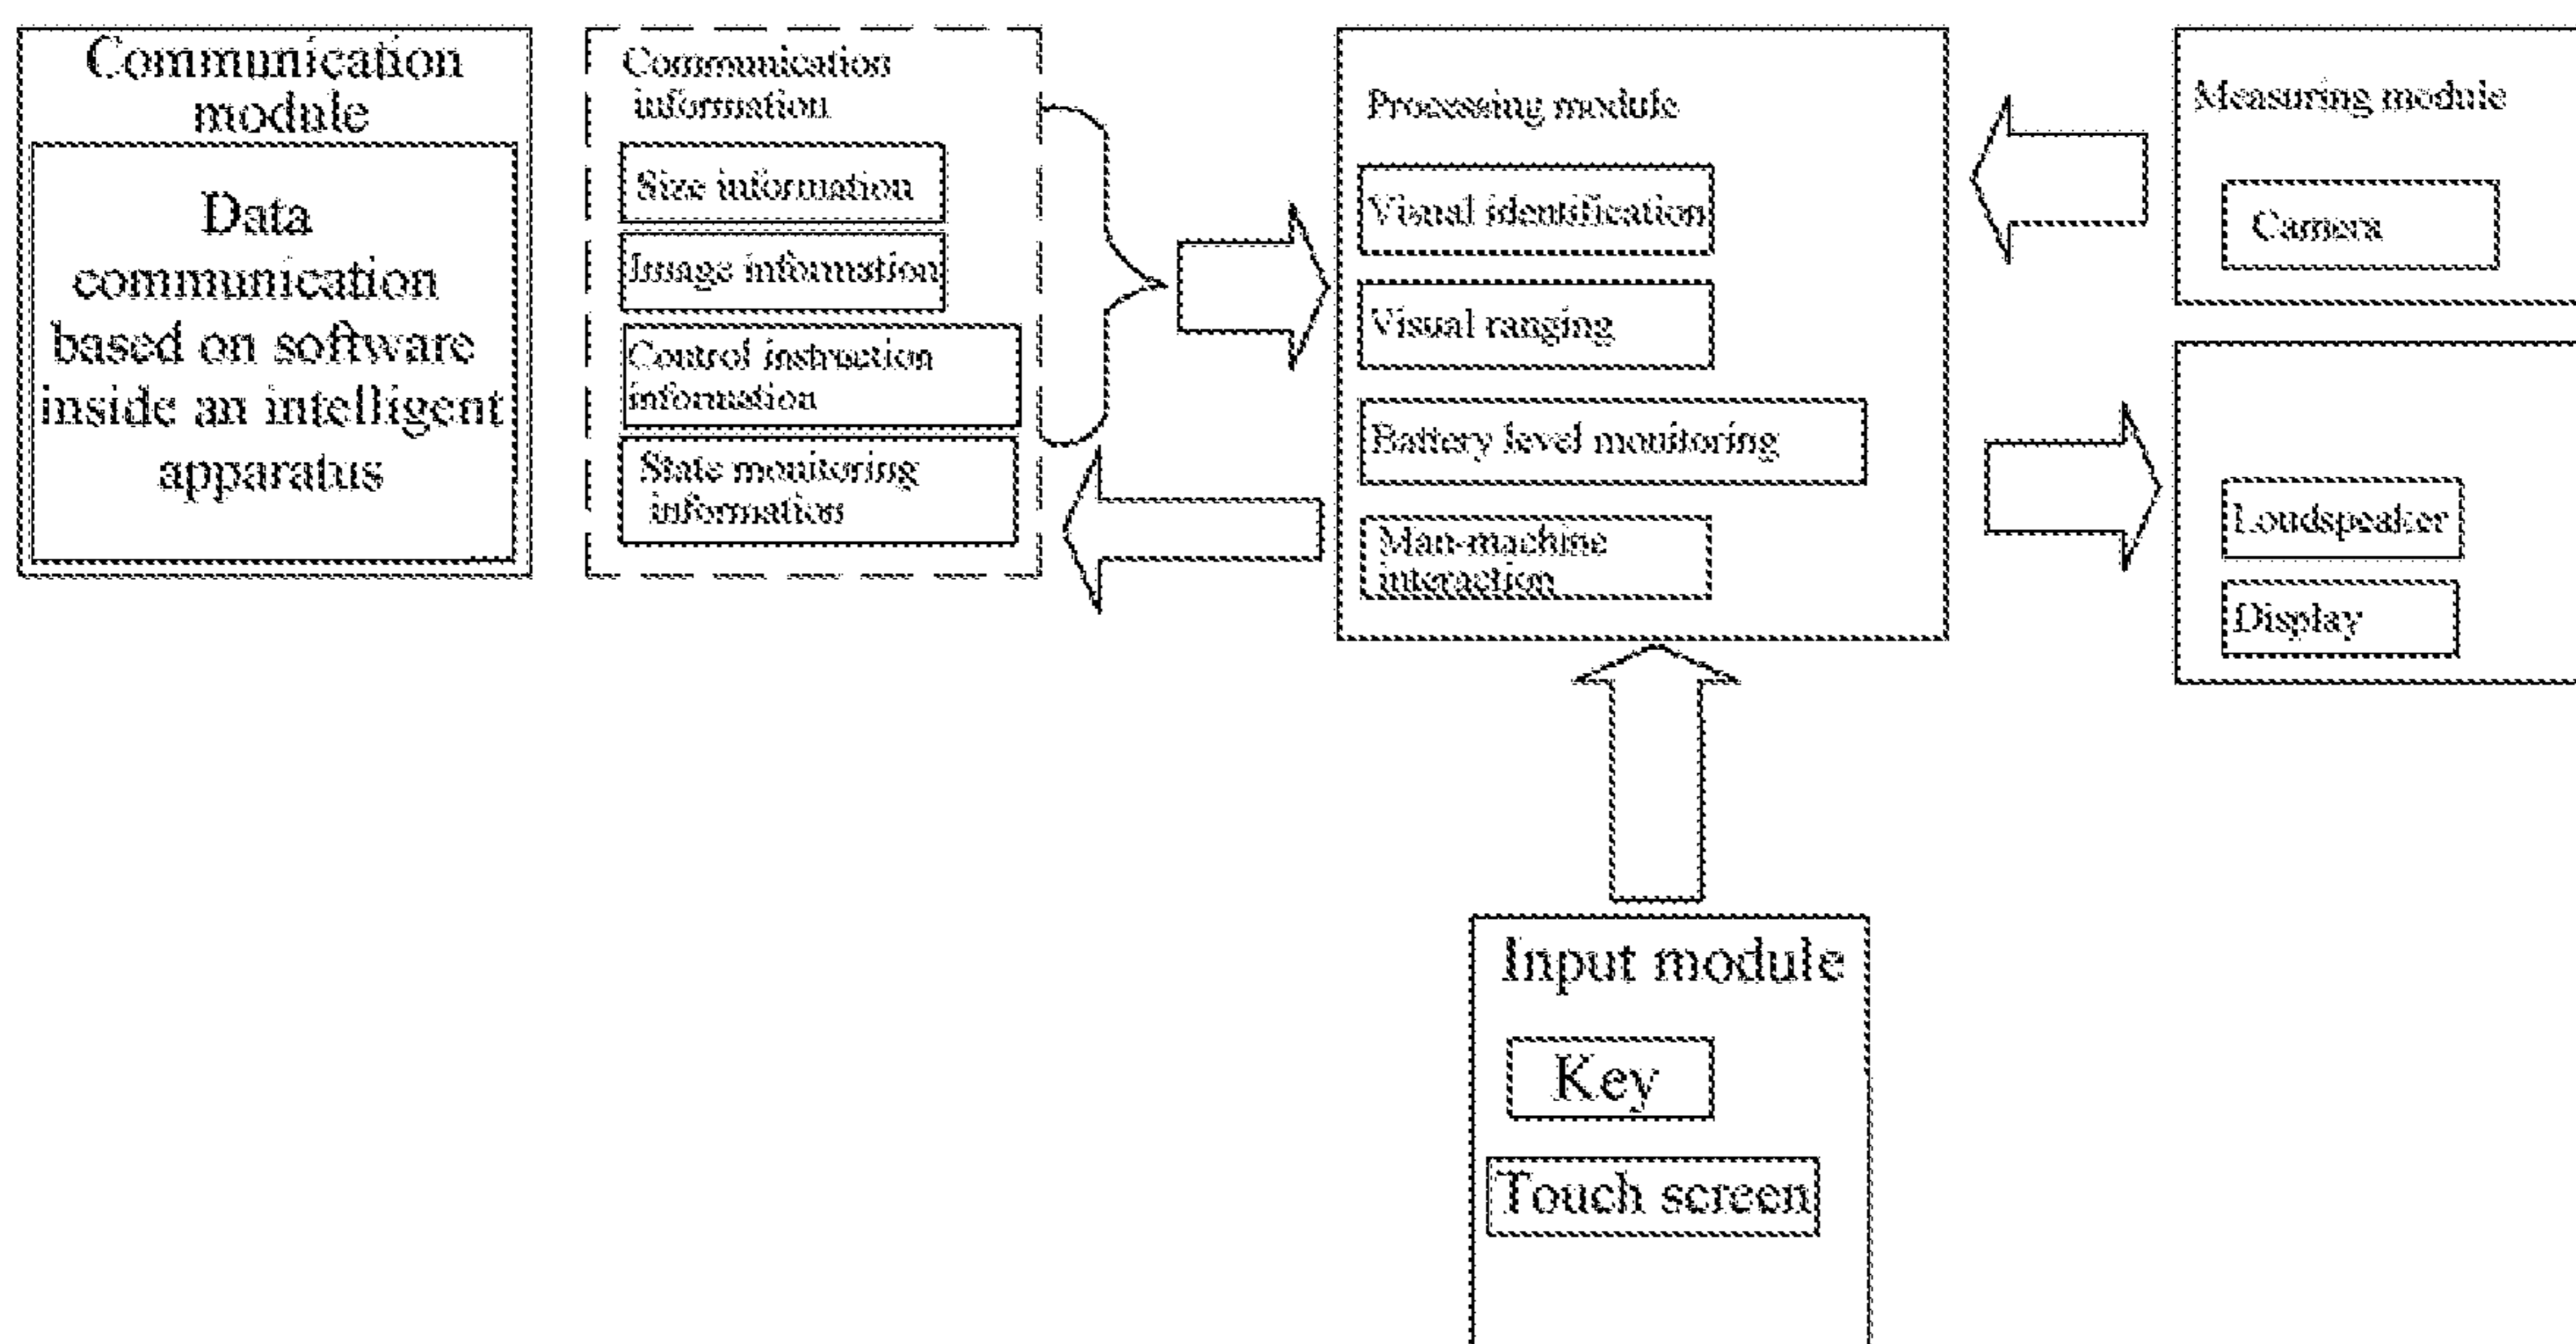 Communication
module
Data
communication
based on software
inside an intelligent
apparatus
Communication
information
Size information
Image information
Control instruction
information
State monitoring
information
Processing module
Visual identification
Visual ranging
Battery level monitoring
Man-machine
interaction
Measuring module
Camera
Loudspeaker
Display
Input module
Key
Touch screen